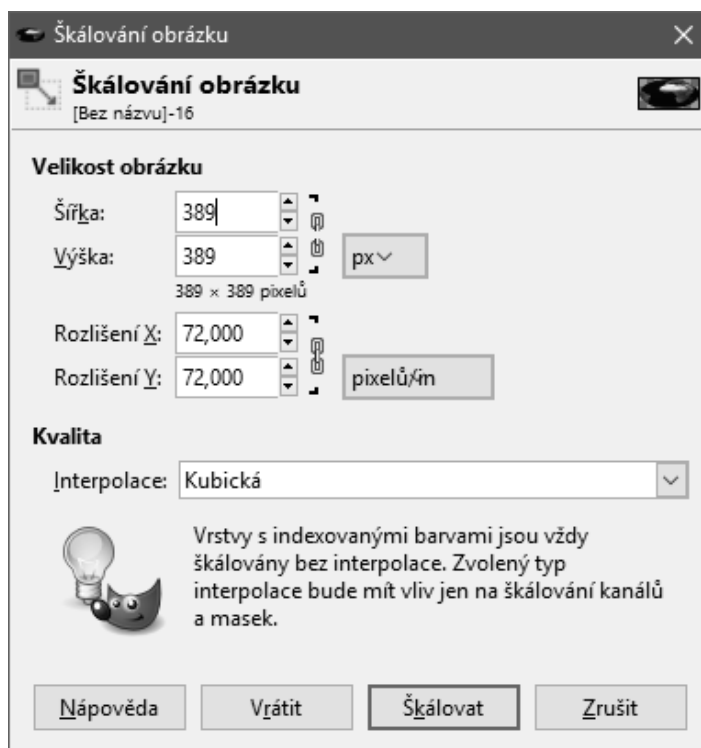 Škálování obrázku
Škálování obrázku
[Bez názvu]-16
Velikost obrázku
Šířka: 389
Výška: 389 px
389 × 389 pixelů
Rozlišení X: 72,000
Rozlišení Y: 72,000 pixelů/in
Kvalita
Interpolace: Kubická
Vrstvy s indexovanými barvami jsou vždy
škálovány bez interpolace. Zvolený typ
interpolace bude mít vliv jen na škálování kanálů
a masek.
Nápověda Vrátit Škálovat Zrušit